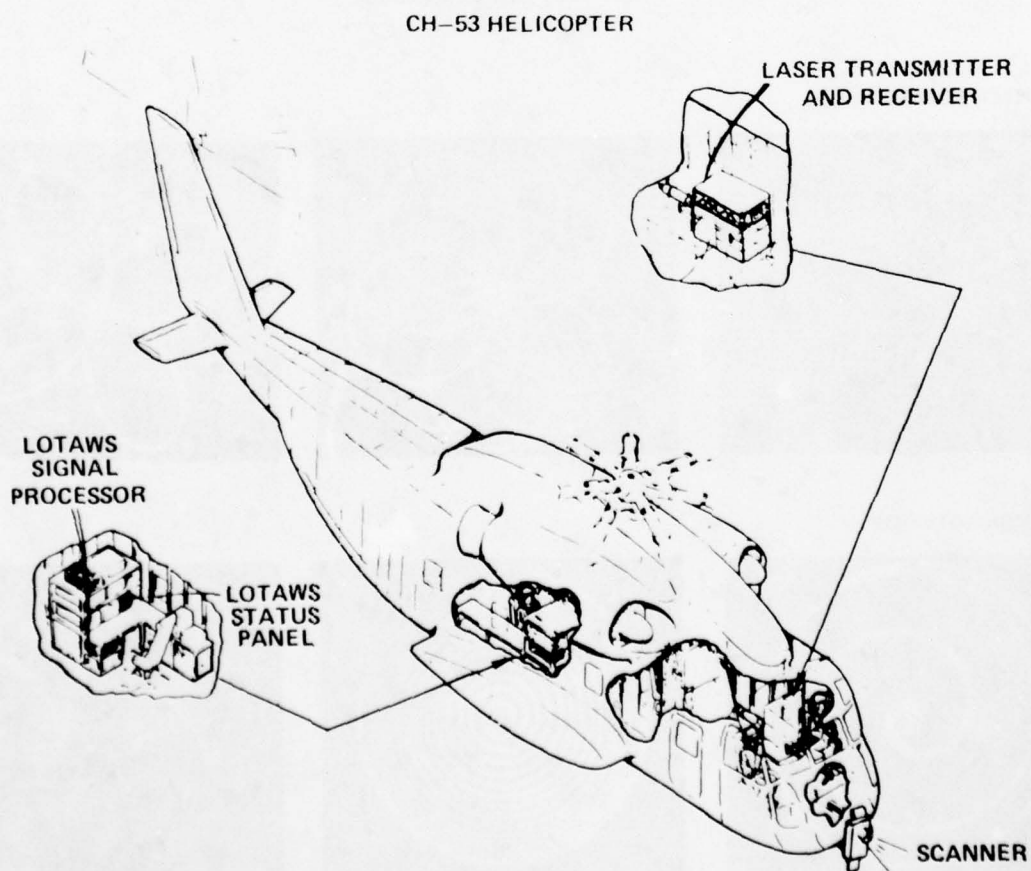 CH-53 HELICOPTER
LASER TRANSMITTER
AND RECEIVER
LOTAWS
SIGNAL
PROCESSOR
LOTAWS
STATUS
PANEL
SCANNER